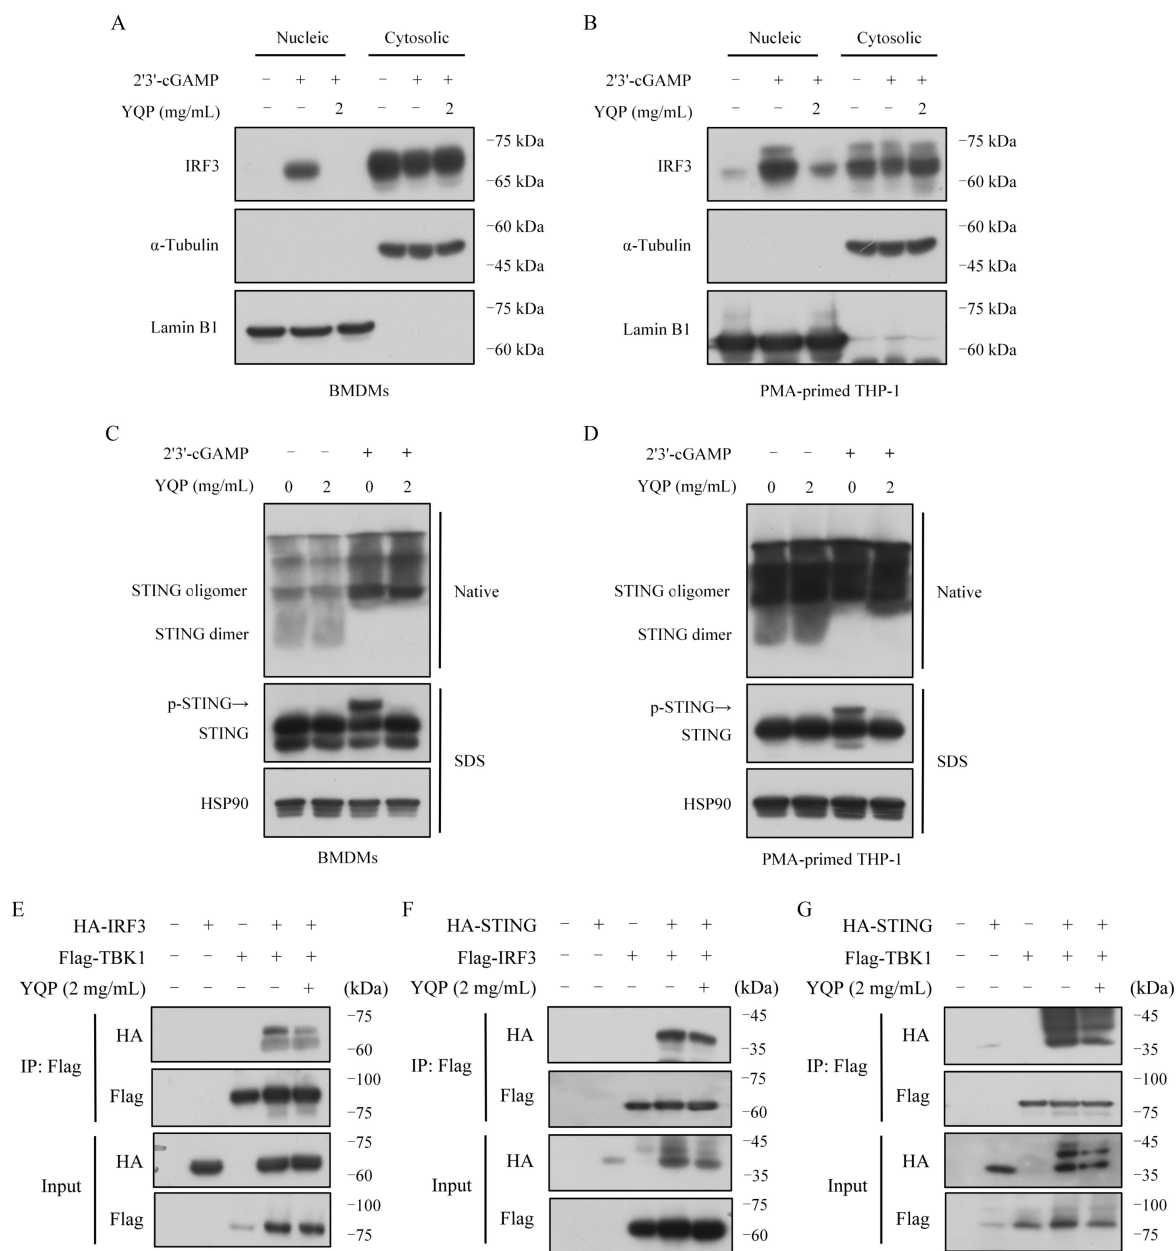 A
Nucleic Cytosolic
2'3'-cGAMP − + + − + +
YQP (mg/mL) − − 2 − − 2
IRF3
−75 kDa
−65 kDa
α-Tubulin
−60 kDa
−45 kDa
Lamin B1
−75 kDa
−60 kDa
BMDMs
B
Nucleic Cytosolic
2'3'-cGAMP − + + − + +
YQP (mg/mL) − − 2 − − 2
IRF3
−75 kDa
−60 kDa
α-Tubulin
−60 kDa
−45 kDa
Lamin B1
−75 kDa
−60 kDa
PMA-primed THP-1
C
2'3'-cGAMP − − + +
YQP (mg/mL) 0 2 0 2
STING oligomer
STING dimer
Native
p-STING→
STING
HSP90
SDS
BMDMs
D
2'3'-cGAMP − − + +
YQP (mg/mL) 0 2 0 2
STING oligomer
STING dimer
Native
p-STING→
STING
HSP90
SDS
PMA-primed THP-1
E
HA-IRF3 − + − + +
Flag-TBK1 − − + + +
YQP (2 mg/mL) − − − − + (kDa)
IP: Flag
HA
−75
−60
Flag
−100
−75
Input
HA
−75
−60
Flag
−100
−75
F
HA-STING − + − + +
Flag-IRF3 − − + + +
YQP (2 mg/mL) − − − − + (kDa)
IP: Flag
HA
−45
−35
Flag
−75
−60
Input
HA
−45
−35
Flag
−75
−60
G
HA-STING − + − + +
Flag-TBK1 − − + + +
YQP (2 mg/mL) − − − − + (kDa)
IP: Flag
HA
−45
−35
Flag
−100
−75
Input
HA
−45
−35
Flag
−100
−75